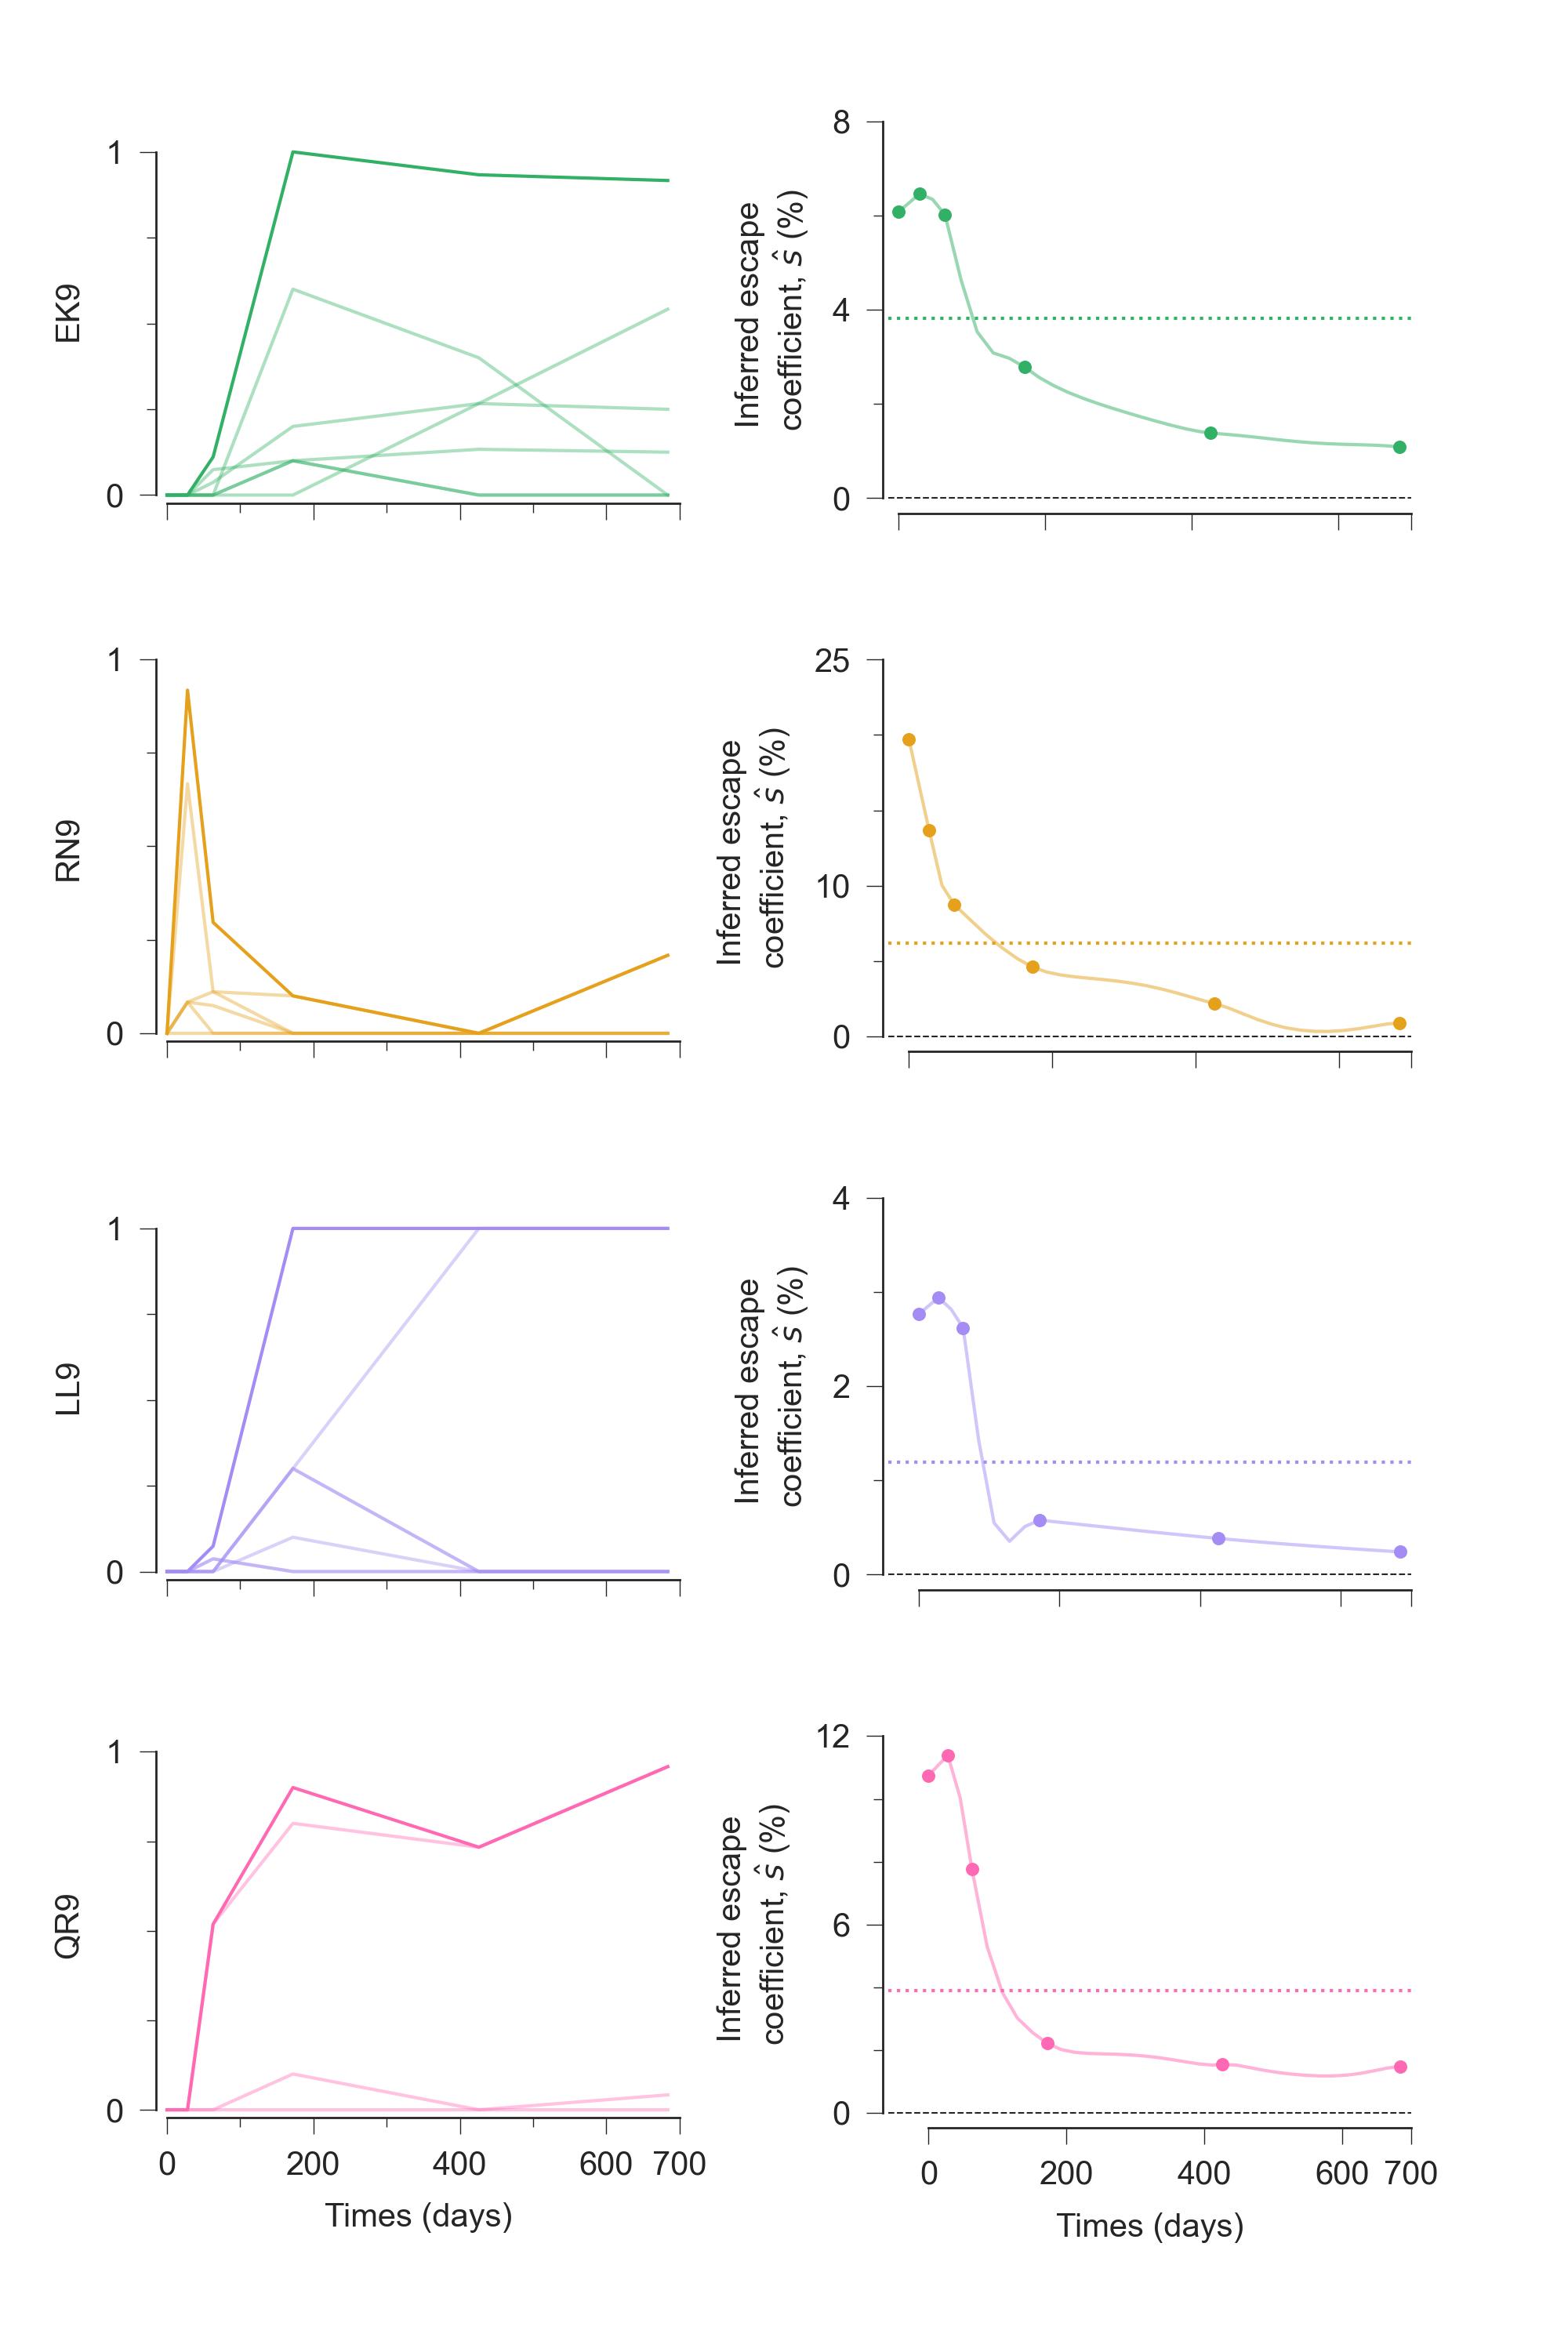 EK9
1
0
Inferred escape
coefficient, ŝ (%)
8
4
0
RN9
1
0
Inferred escape
coefficient, ŝ (%)
25
10
0
LL9
1
0
Inferred escape
coefficient, ŝ (%)
4
2
0
QR9
1
0
0 200 400 600 700
Times (days)
Inferred escape
coefficient, ŝ (%)
12
6
0
0 200 400 600 700
Times (days)